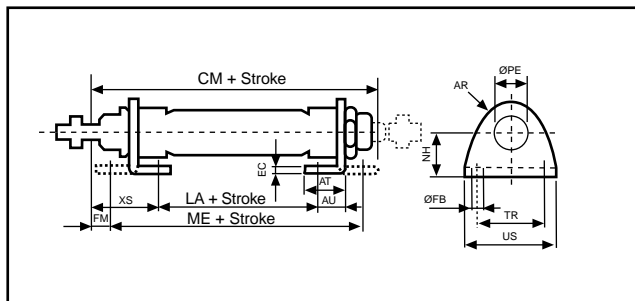 CM + Stroke
ØPE
AR
NH
EC
AT
XS
LA + Stroke
AU
ØFB
TR
FM
ME + Stroke
US